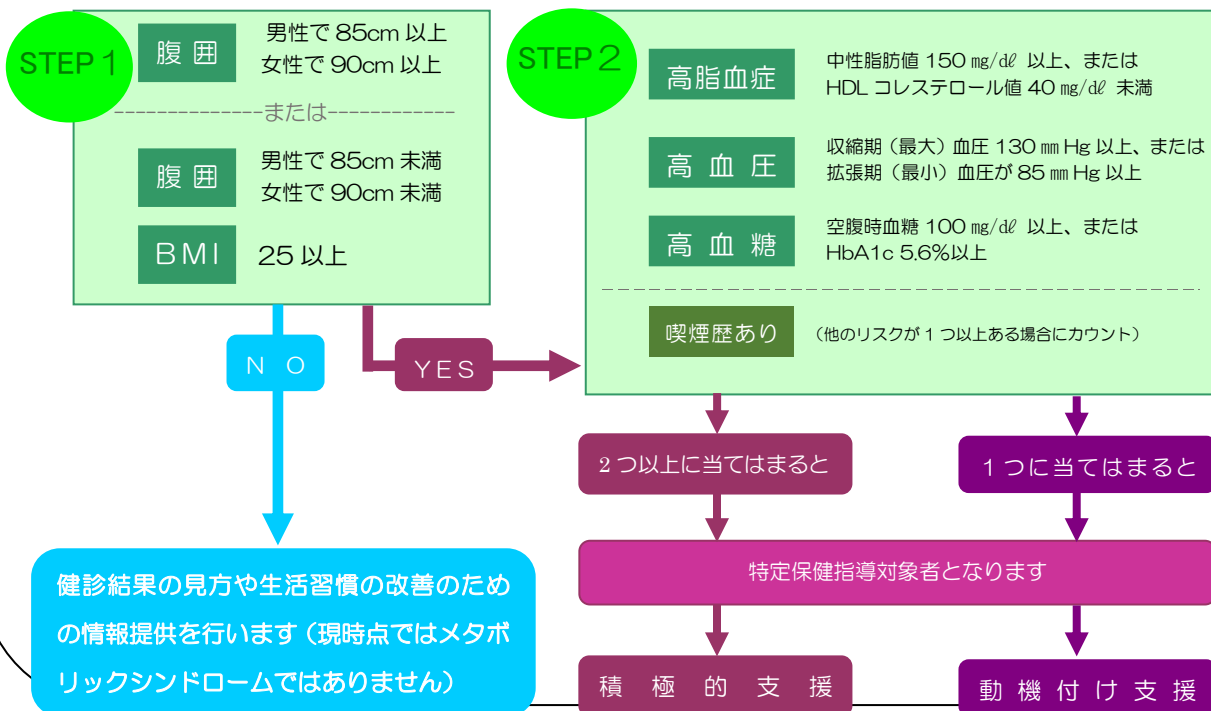 STEP 1
腹囲
男性で 85cm 以上
女性で 90cm 以上
または
腹囲
男性で 85cm 未満
女性で 90cm 未満
BMI
25 以上
NO
YES
STEP 2
高脂血症
中性脂肪値 150 ㎎/㎗ 以上、または
HDL コレステロール値 40 ㎎/㎗ 未満
高血圧
収縮期（最大）血圧 130 ㎜ Hg 以上、または
拡張期（最小）血圧が 85 ㎜ Hg 以上
高血糖
空腹時血糖 100 ㎎/㎗ 以上、または
HbA1c 5.6%以上
喫煙歴あり
（他のリスクが 1 つ以上ある場合にカウント）
2 つ以上に当てはまると
1 つに当てはまると
特定保健指導対象者となります
積極的支援
動機付け支援
健診結果の見方や生活習慣の改善のため
の情報提供を行います（現時点ではメタボ
リックシンドロームではありません）